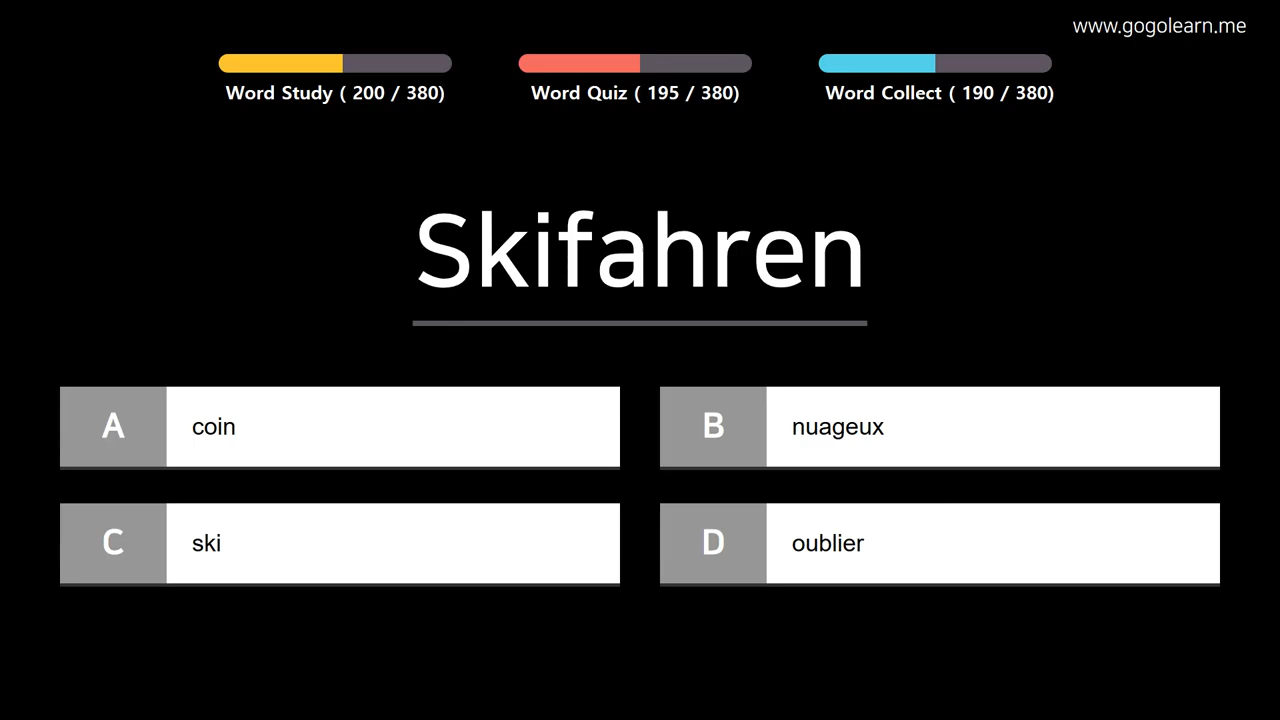 www.gogolearn.me
Word Study ( 200 / 380)
Word Quiz ( 195 / 380)
Word Collect ( 190 / 380)
Skifahren
A coin
B nuageux
C ski
D oublier